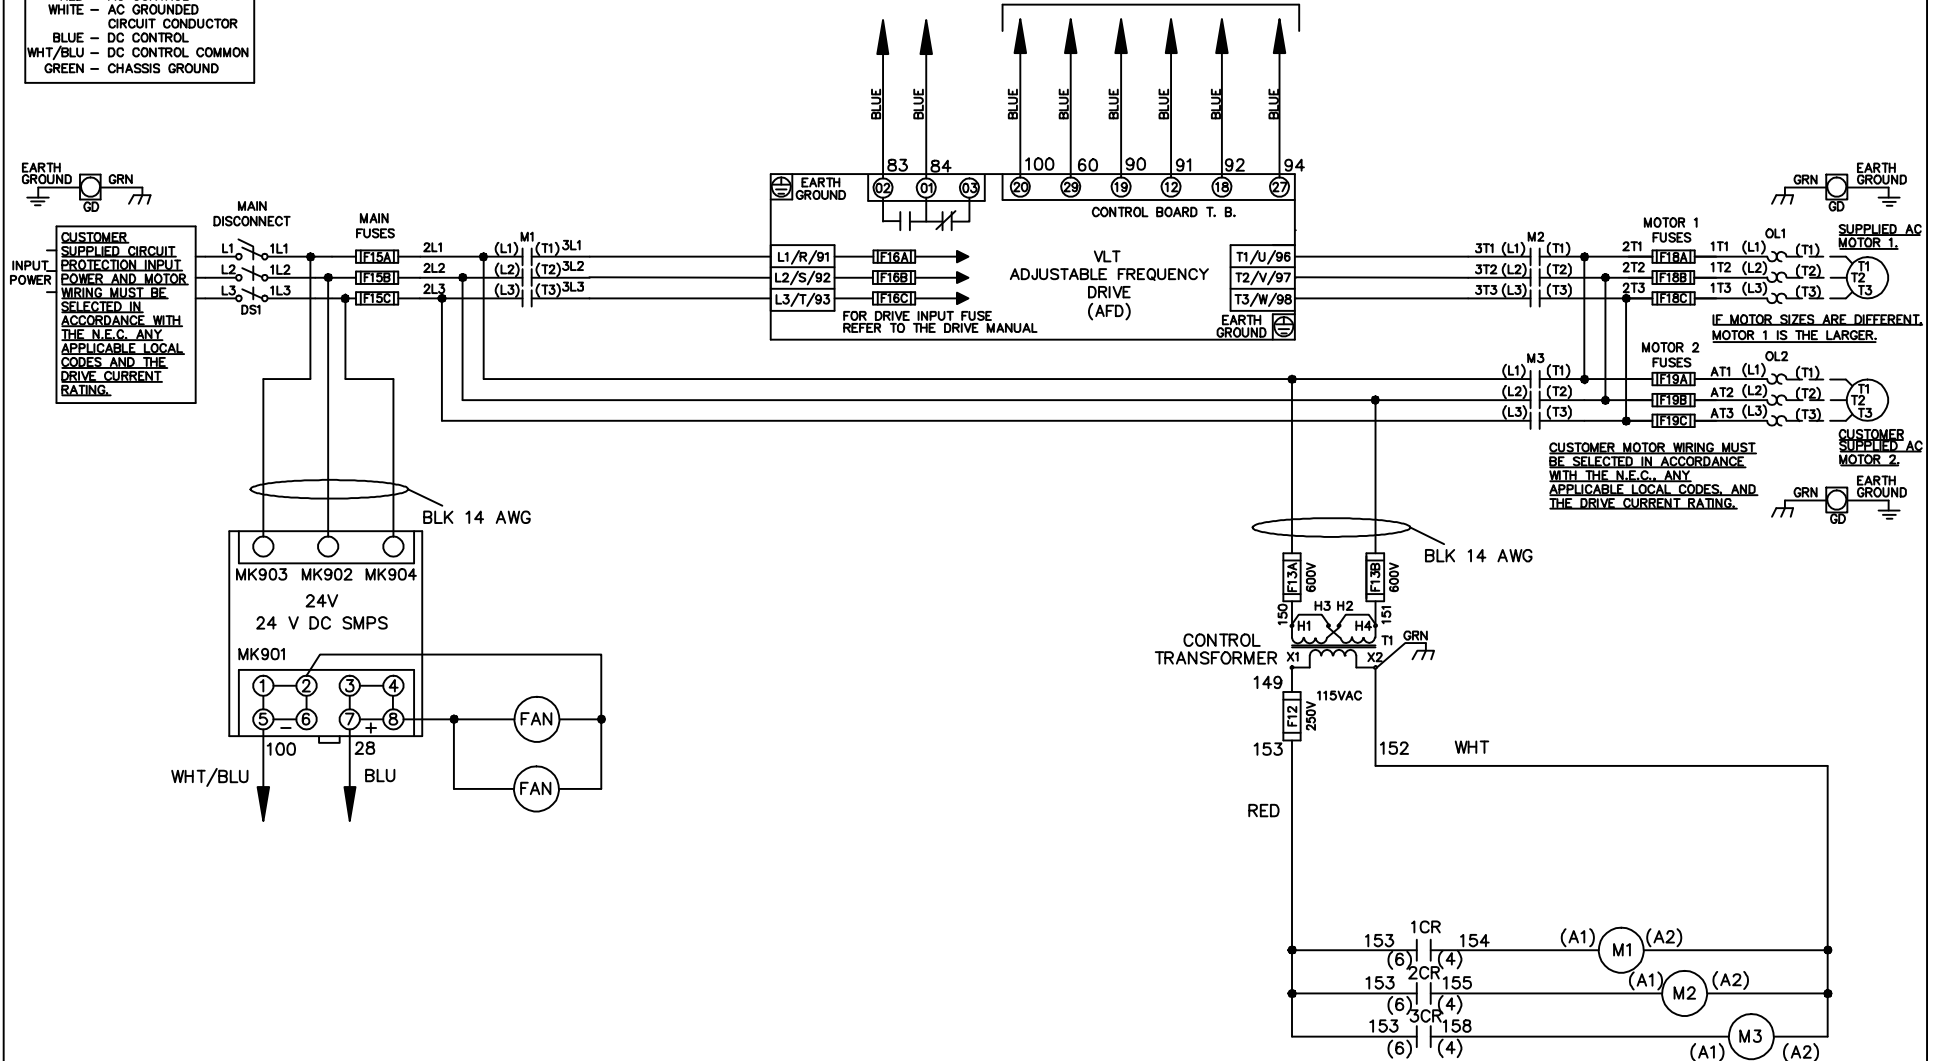 WHITE – AC GROUNDED
CIRCUIT CONDUCTOR
BLUE – DC CONTROL
WHT/BLU – DC CONTROL COMMON
GREEN – CHASSIS GROUND
BLUE BLUE BLUE BLUE BLUE BLUE BLUE BLUE
83 84 100 60 90 91 92 94
EARTH
GROUND
GRN
GD
EARTH
GROUND
02 01 03
20 29 19 12 18 27
CONTROL BOARD T. B.
GRN
GD
EARTH
GROUND
INPUT
POWER
CUSTOMER
SUPPLIED CIRCUIT
PROTECTION INPUT
POWER AND MOTOR
WIRING MUST BE
SELECTED IN
ACCORDANCE WITH
THE N.E.C. ANY
APPLICABLE LOCAL
CODES AND THE
DRIVE CURRENT
RATING.
MAIN
DISCONNECT
L1 1L1
L2 1L2
L3 1L3
DS1
MAIN
FUSES
F15A
F15B
F15C
2L1
2L2
2L3
M1
(L1) (T1) 3L1
(L2) (T2) 3L2
(L3) (T3) 3L3
L1/R/91 F16A
L2/S/92 F16B
L3/T/93 F16C
FOR DRIVE INPUT FUSE
REFER TO THE DRIVE MANUAL
VLT
ADJUSTABLE FREQUENCY
DRIVE
(AFD)
T1/U/96
T2/V/97
T3/W/98
EARTH
GROUND
M2
3T1 (L1) (T1)
3T2 (L2) (T2)
3T3 (L3) (T3)
MOTOR 1
FUSES
2T1 F18A 1T1 (L1)
2T2 F18B 1T2 (L2)
2T3 F18C 1T3 (L3)
OL1
(T1)
(T2)
(T3)
SUPPLIED AC
MOTOR 1.
T1
T2
T3
IF MOTOR SIZES ARE DIFFERENT,
MOTOR 1 IS THE LARGER.
M3
(L1) (T1)
(L2) (T2)
(L3) (T3)
MOTOR 2
FUSES
F19A AT1 (L1)
F19B AT2 (L2)
F19C AT3 (L3)
OL2
(T1)
(T2)
(T3)
T1
T2
T3
CUSTOMER
SUPPLIED AC
MOTOR 2.
CUSTOMER MOTOR WIRING MUST
BE SELECTED IN ACCORDANCE
WITH THE N.E.C., ANY
APPLICABLE LOCAL CODES, AND
THE DRIVE CURRENT RATING.
GRN
GD
EARTH
GROUND
BLK 14 AWG
MK903 MK902 MK904
24V
24 V DC SMPS
MK901
1 2 3 4
5 – 6 7 + 8
100 28
WHT/BLU BLU
FAN
FAN
BLK 14 AWG
F13A 600V F13B 600V
150 151
H3 H2
H1 H4
T1
GRN
CONTROL
TRANSFORMER
X1 X2
149
115VAC
F12 250V
153
152 WHT
RED
1CR
153 154
(6) (4)
(A1) M1 (A2)
2CR
153 155
(6) (4)
(A1) M2 (A2)
3CR
153 158
(6) (4)
(A1) M3 (A2)